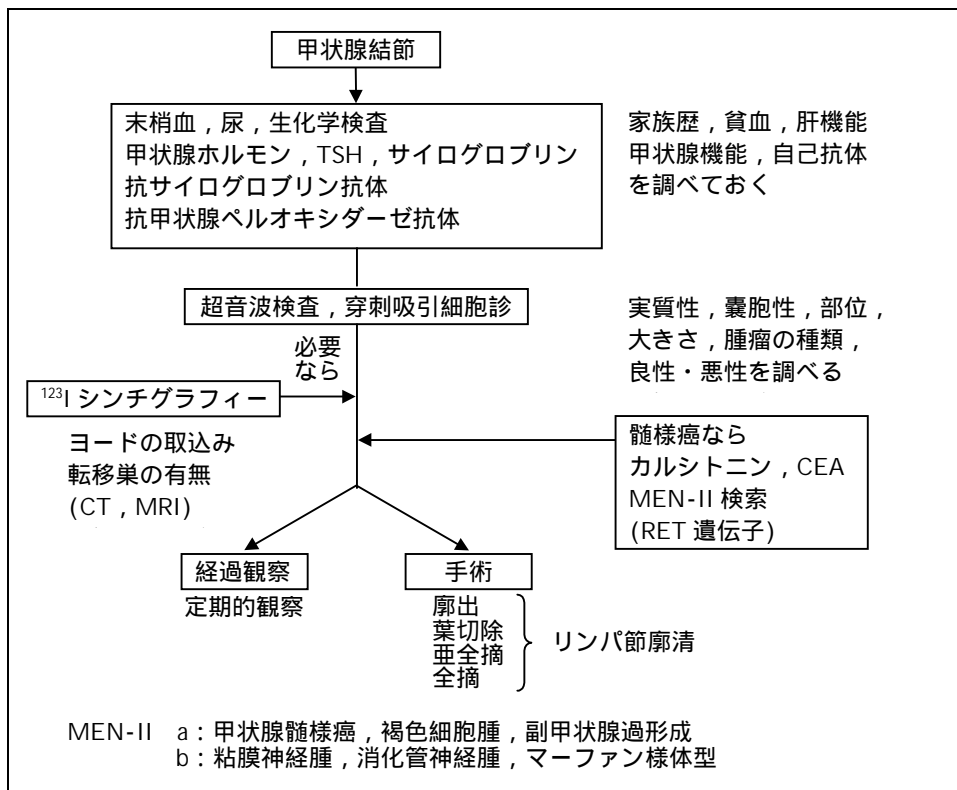 甲状腺結節
末梢血，尿，生化学検査
甲状腺ホルモン，TSH，サイログロブリン
抗サイログロブリン抗体
抗甲状腺ペルオキシダーゼ抗体
家族歴，貧血，肝機能
甲状腺機能，自己抗体
を調べておく
超音波検査，穿刺吸引細胞診
実質性，嚢胞性，部位，
大きさ，腫瘤の種類，
良性・悪性を調べる
必要
なら
123I シンチグラフィー
ヨードの取込み
転移巣の有無
(CT，MRI)
髄様癌なら
カルシトニン，CEA
MEN-II 検索
(RET 遺伝子)
経過観察
定期的観察
手術
廓出
葉切除
亜全摘
全摘
リンパ節廓清
MEN-II a：甲状腺髄様癌，褐色細胞腫，副甲状腺過形成
b：粘膜神経腫，消化管神経腫，マーファン様体型